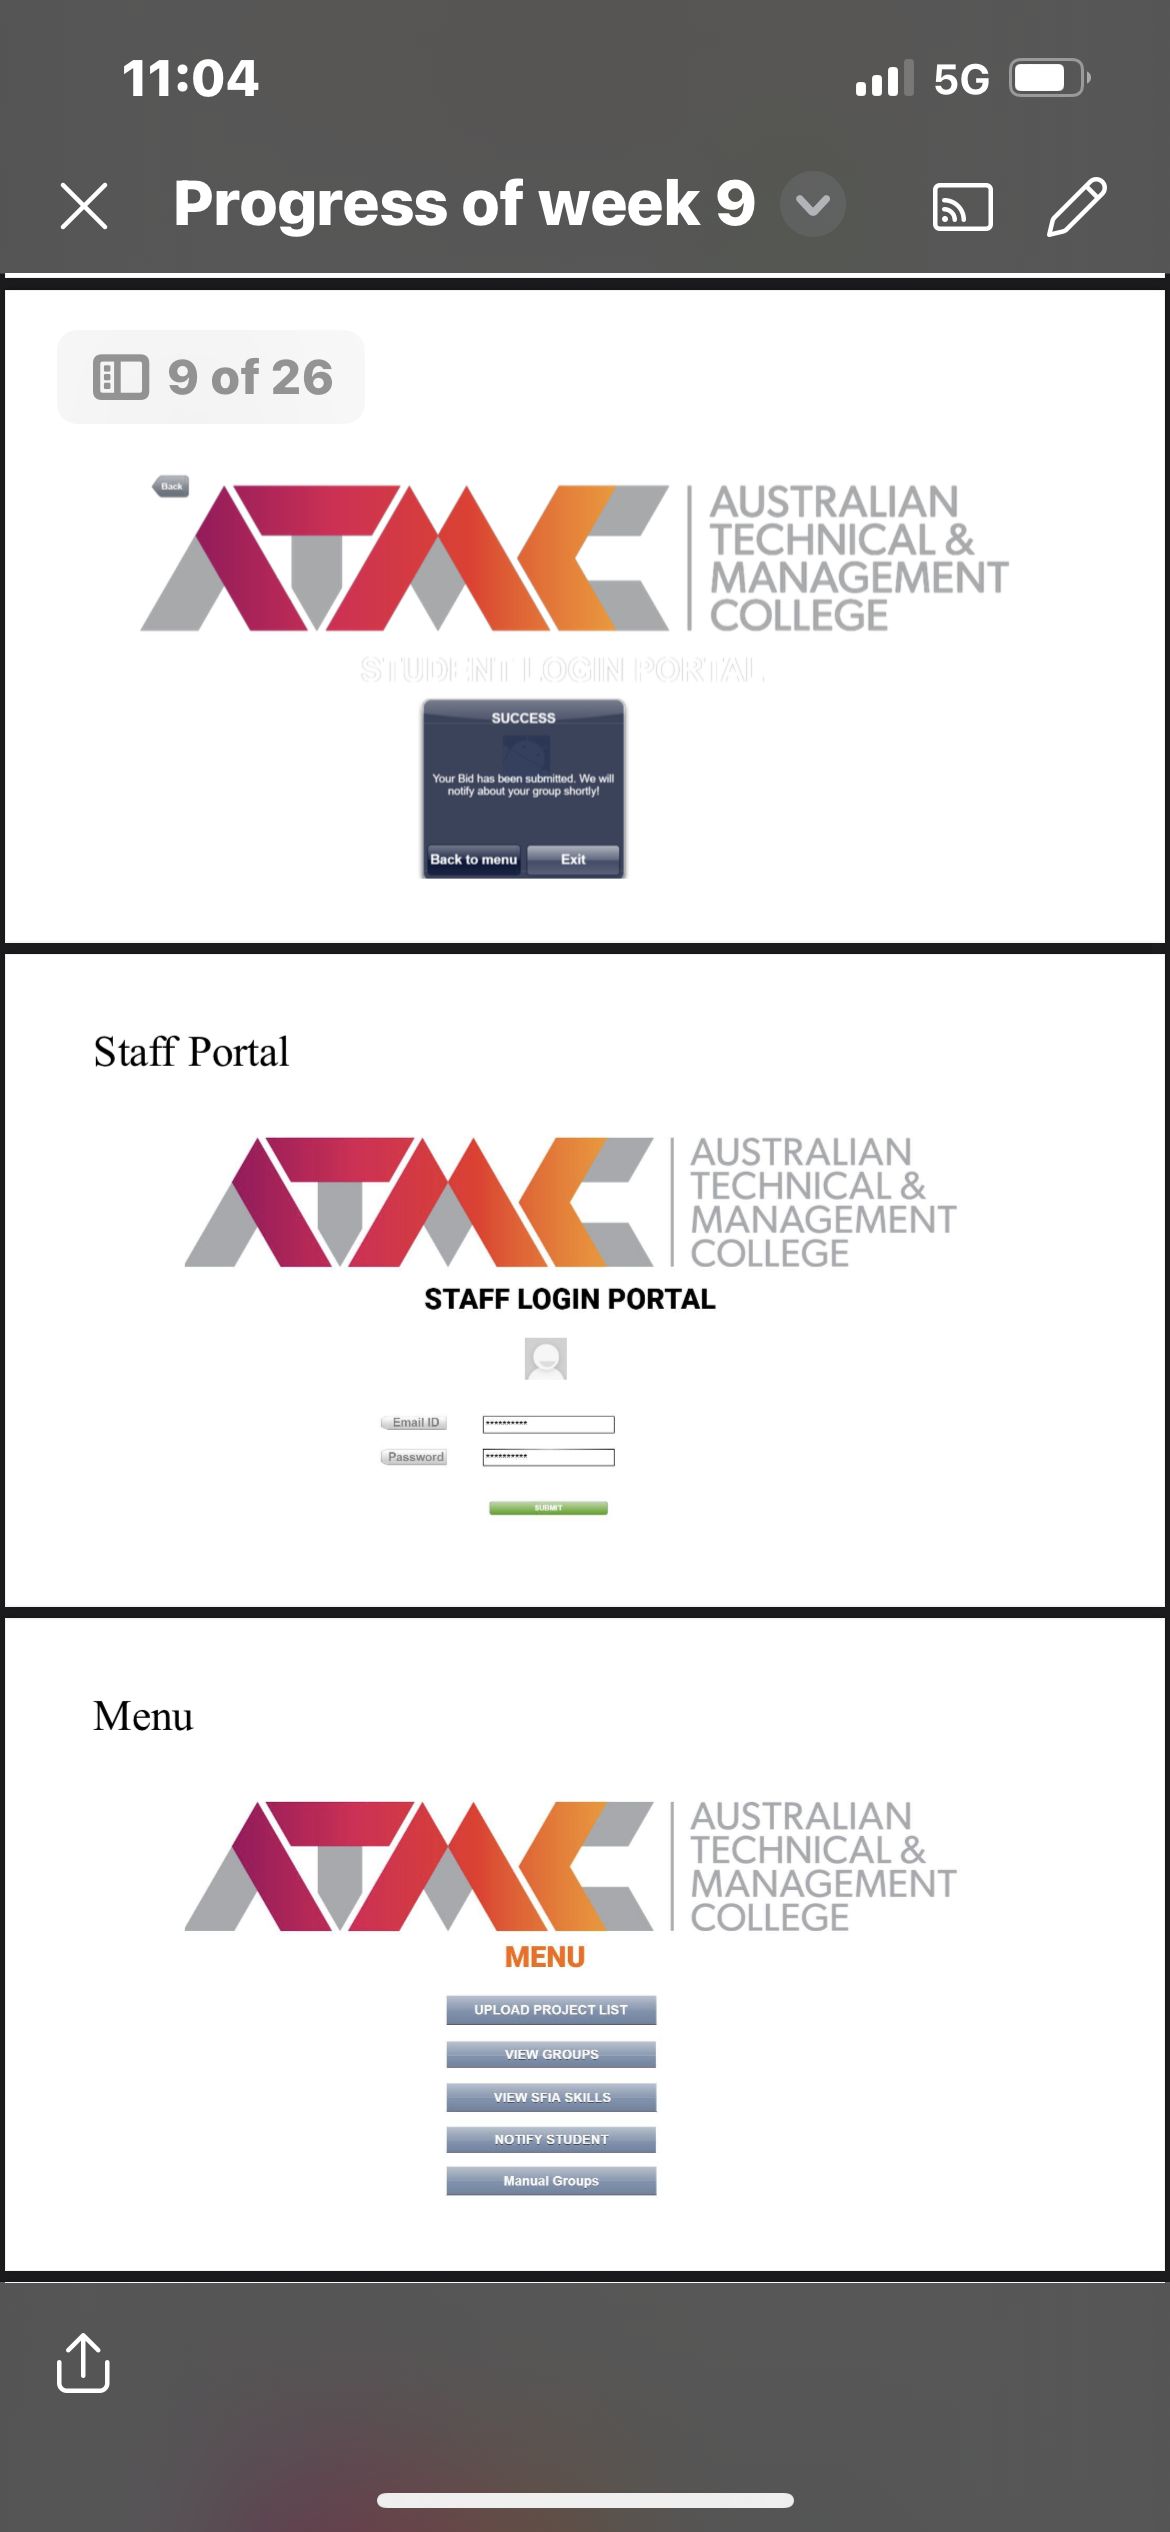 11:04
5G
Progress of week 9
9 of 26
Back
ATMC
AUSTRALIAN
TECHNICAL &
MANAGEMENT
COLLEGE
STUDENT LOGIN PORTAL
SUCCESS
Your Bid has been submitted. We will
notify about your group shortly!
Back to menu
Exit
Staff Portal
ATMC
AUSTRALIAN
TECHNICAL &
MANAGEMENT
COLLEGE
STAFF LOGIN PORTAL
Email ID
**********
Password
**********
SUBMIT
Menu
ATMC
AUSTRALIAN
TECHNICAL &
MANAGEMENT
COLLEGE
MENU
UPLOAD PROJECT LIST
VIEW GROUPS
VIEW SFIA SKILLS
NOTIFY STUDENT
Manual Groups